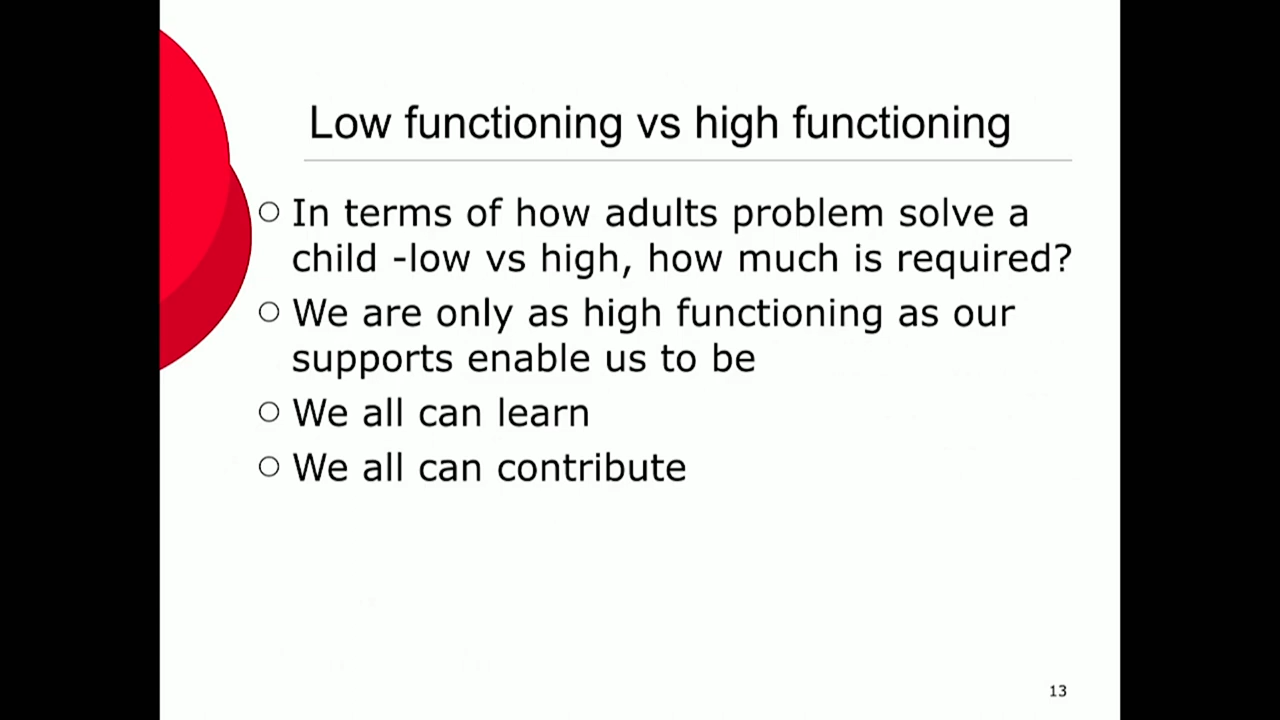 Low functioning vs high functioning
In terms of how adults problem solve a
child -low vs high, how much is required?
We are only as high functioning as our
supports enable us to be
We all can learn
We all can contribute
13